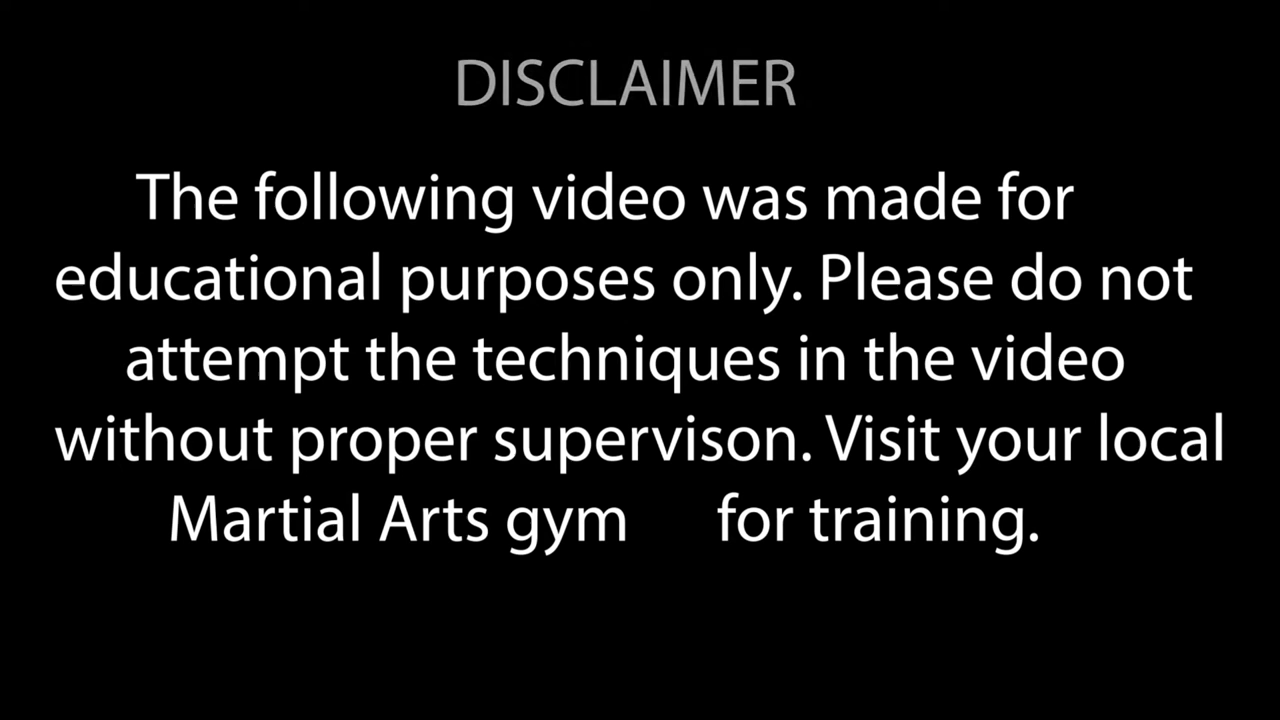 DISCLAIMER
The following video was made for
educational purposes only. Please do not
attempt the techniques in the video
without proper supervison. Visit your local
Martial Arts gym for training.